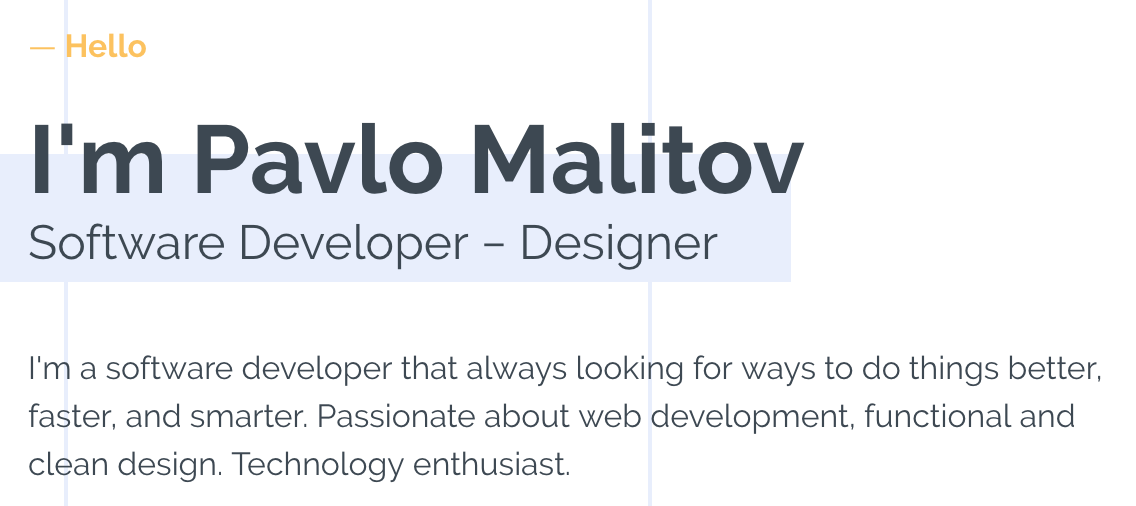 — Hello
I'm Pavlo Malitov
Software Developer – Designer
I'm a software developer that always looking for ways to do things better,
faster, and smarter. Passionate about web development, functional and
clean design. Technology enthusiast.